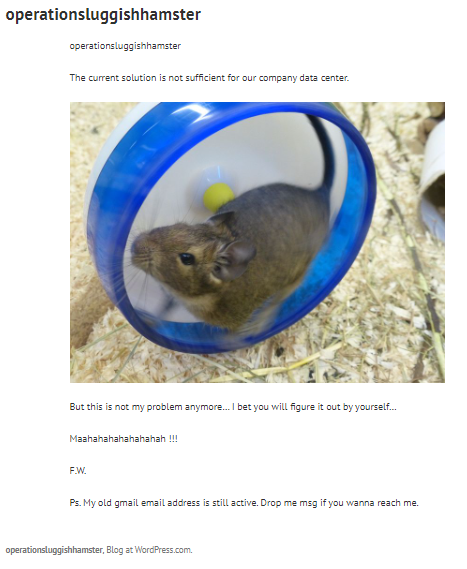 operationsluggishhamster
operationsluggishhamster
The current solution is not sufficient for our company data center.
But this is not my problem anymore... I bet you will figure it out by yourself...
Maahahahahahahahah !!!
F.W.
Ps. My old gmail email address is still active. Drop me msg if you wanna reach me.
operationsluggishhamster, Blog at WordPress.com.